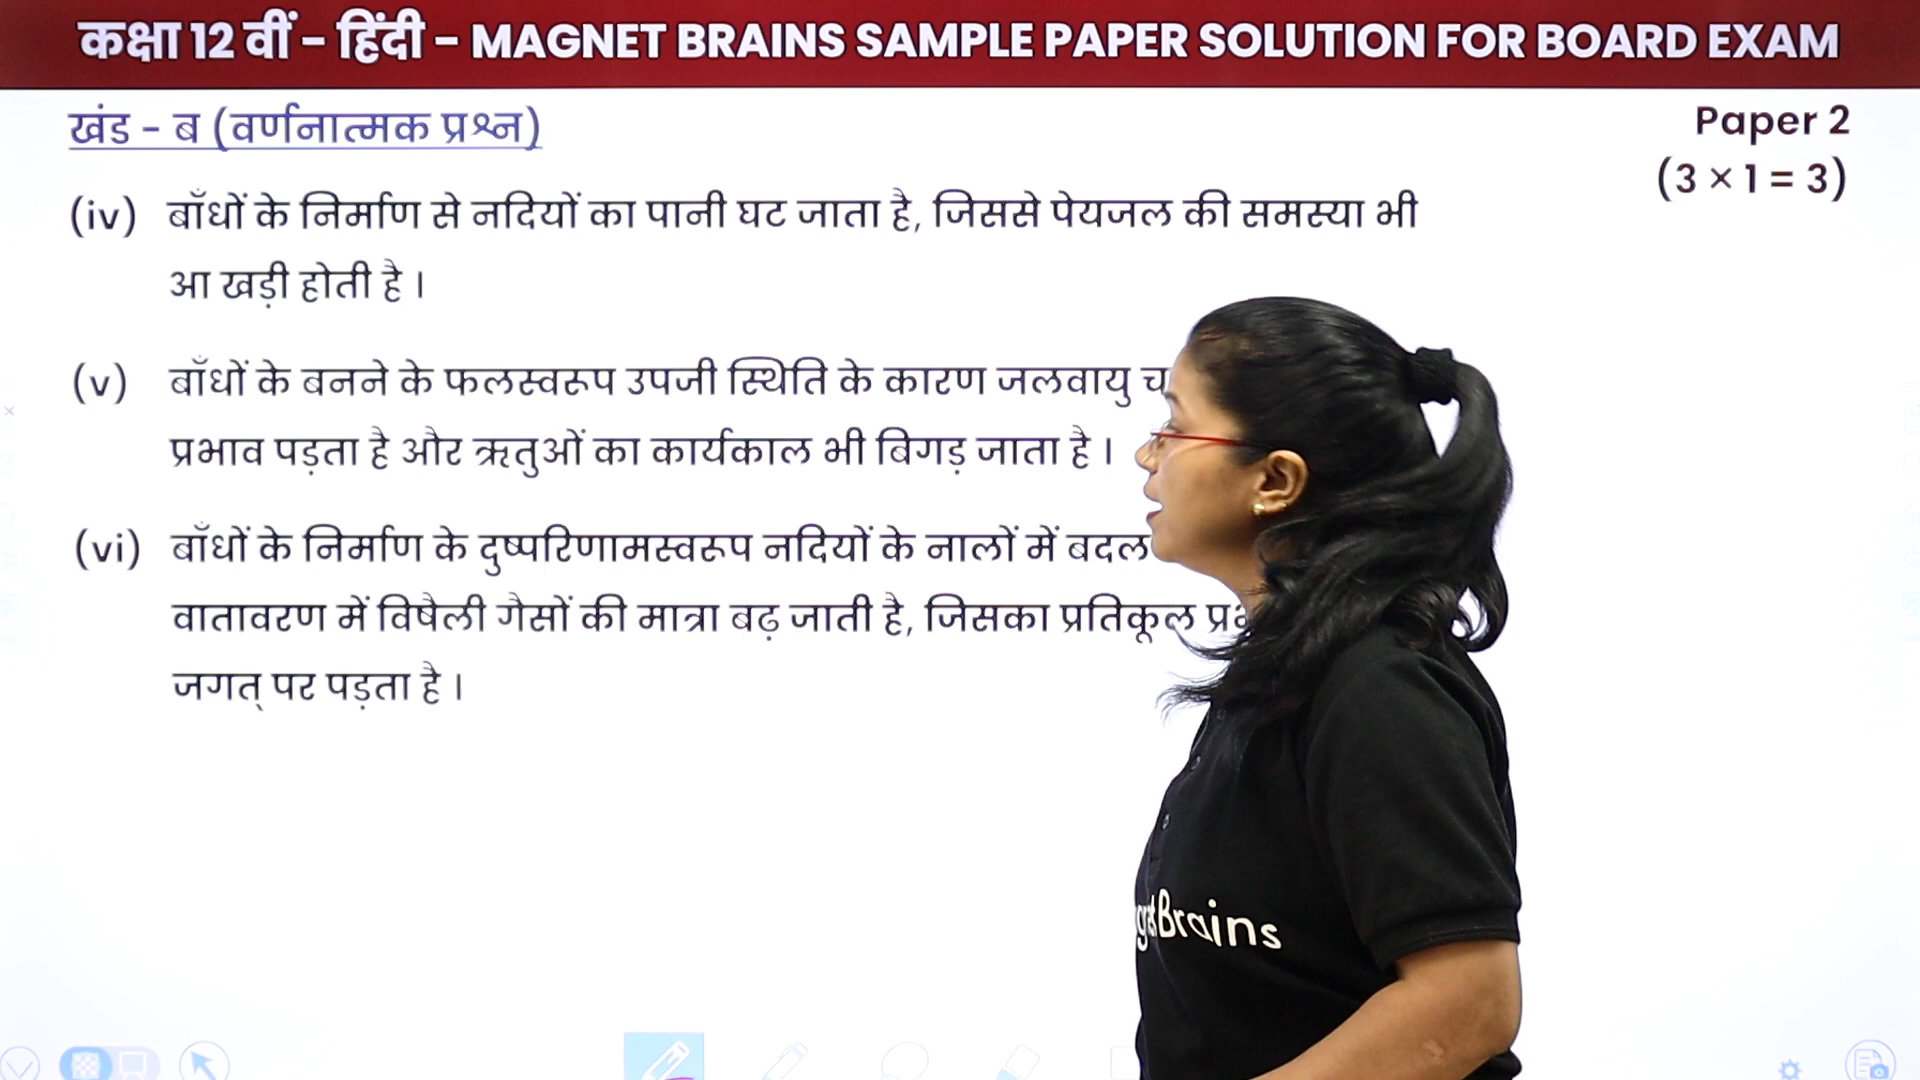 कक्षा 12 वीं – हिंदी – MAGNET BRAINS SAMPLE PAPER SOLUTION FOR BOARD EXAM
खंड – ब (वर्णनात्मक प्रश्न)
Paper 2
(3 × 1 = 3)
(iv) बाँधों के निर्माण से नदियों का पानी घट जाता है, जिससे पेयजल की समस्या भी
आ खड़ी होती है ।
(v) बाँधों के बनने के फलस्वरूप उपजी स्थिति के कारण जलवायु
प्रभाव पड़ता है और ऋतुओं का कार्यकाल भी बिगड़ जाता है ।
(vi) बाँधों के निर्माण के दुष्परिणामस्वरूप नदियों के नालों में बदल
वातावरण में विषैली गैसों की मात्रा बढ़ जाती है, जिसका प्रतिकूल
जगत् पर पड़ता है ।
Brains